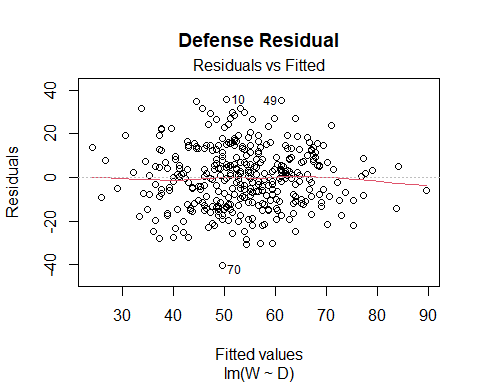 Defense Residual
Residuals vs Fitted
40
20
0
-20
-40
Residuals
10
49
70
30 40 50 60 70 80 90
Fitted values
lm(W ~ D)